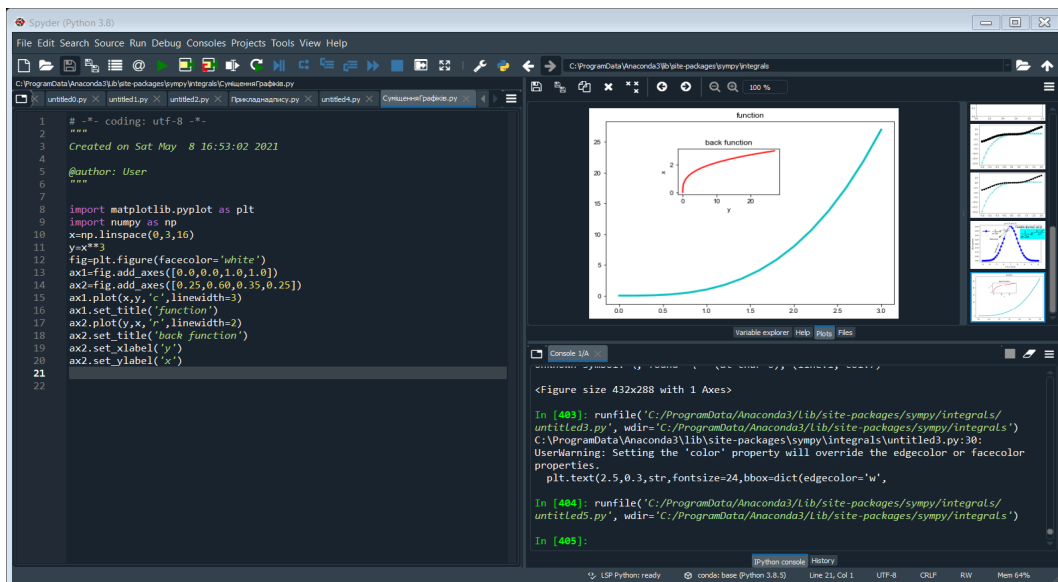 Spyder (Python 3.8)
File Edit Search Source Run Debug Consoles Projects Tools View Help
C:\ProgramData\Anaconda3\lib\site-packages\sympy\integrals
C:\ProgramData\Anaconda3\Lib\site-packages\sympy\integrals\СуміщенняГрафіків.py
untitled0.py untitled1.py untitled2.py Прикладнадпису.py untitled4.py СуміщенняГрафіків.py
1 # -*- coding: utf-8 -*-
2 """
3 Created on Sat May  8 16:53:02 2021
4
5 @author: User
6 """
7
8 import matplotlib.pyplot as plt
9 import numpy as np
10 x=np.linspace(0,3,16)
11 y=x**3
12 fig=plt.figure(facecolor='white')
13 ax1=fig.add_axes([0.0,0.0,1.0,1.0])
14 ax2=fig.add_axes([0.25,0.60,0.35,0.25])
15 ax1.plot(x,y,'c',linewidth=3)
16 ax1.set_title('function')
17 ax2.plot(y,x,'r',linewidth=2)
18 ax2.set_title('back function')
19 ax2.set_xlabel('y')
20 ax2.set_ylabel('x')
21
22
100 %
function
25
20
15
10
5
0
0.0 0.5 1.0 1.5 2.0 2.5 3.0
back function
2
0
x
0 10 20
y
Variable explorer Help Plots Files
Console 1/A
<Figure size 432x288 with 1 Axes>
In [403]: runfile('C:/ProgramData/Anaconda3/Lib/site-packages/sympy/integrals/
untitled3.py', wdir='C:/ProgramData/Anaconda3/Lib/site-packages/sympy/integrals')
C:\ProgramData\Anaconda3\lib\site-packages\sympy\integrals\untitled3.py:30:
UserWarning: Setting the 'color' property will override the edgecolor or facecolor
properties.
plt.text(2.5,0.3,str,fontsize=24,bbox=dict(edgecolor='w',
In [404]: runfile('C:/ProgramData/Anaconda3/Lib/site-packages/sympy/integrals/
untitled5.py', wdir='C:/ProgramData/Anaconda3/Lib/site-packages/sympy/integrals')
In [405]:
IPython console History
LSP Python: ready conda: base (Python 3.8.5) Line 21, Col 1 UTF-8 CRLF RW Mem 64%